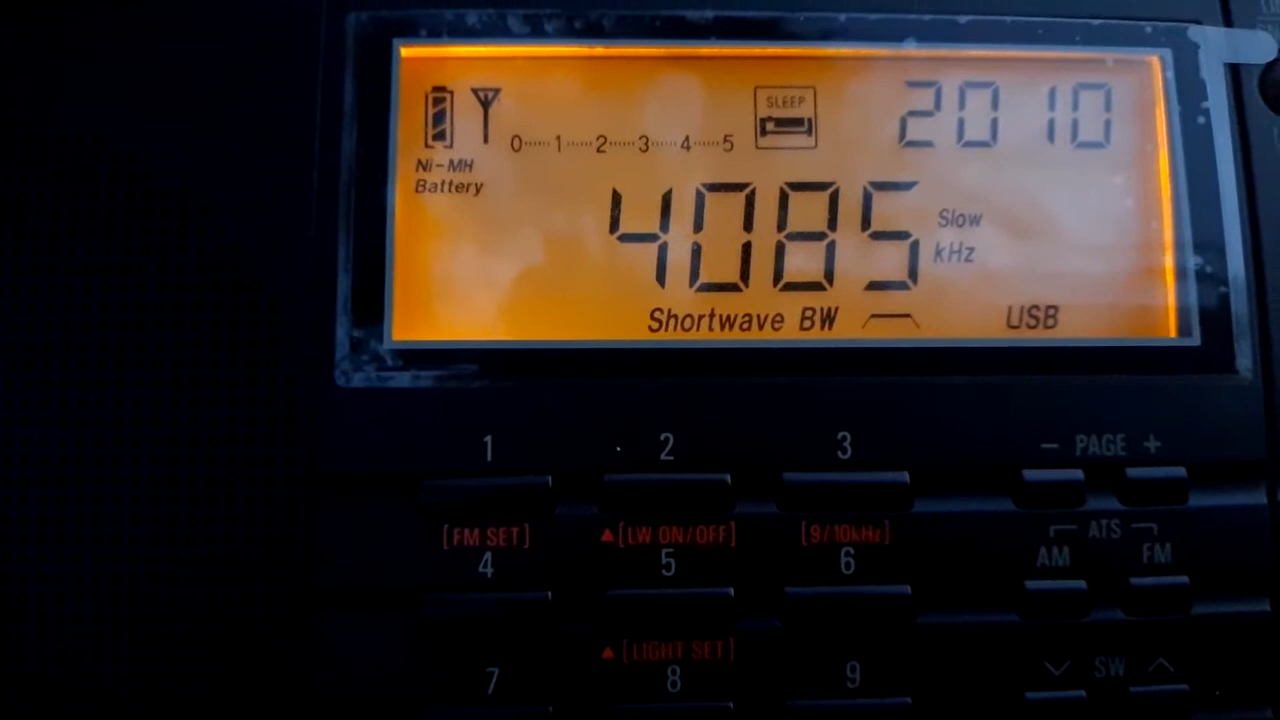 SLEEP
2010
0 1 2 3 4 5
Ni-MH
Battery
4085
Slow
kHz
Shortwave BW
USB
1 2 3 - PAGE +
[FM SET] [LW ON/OFF] [9/10kHz] ATS
4 5 6 AM FM
[LIGHT SET]
7 8 9 SW